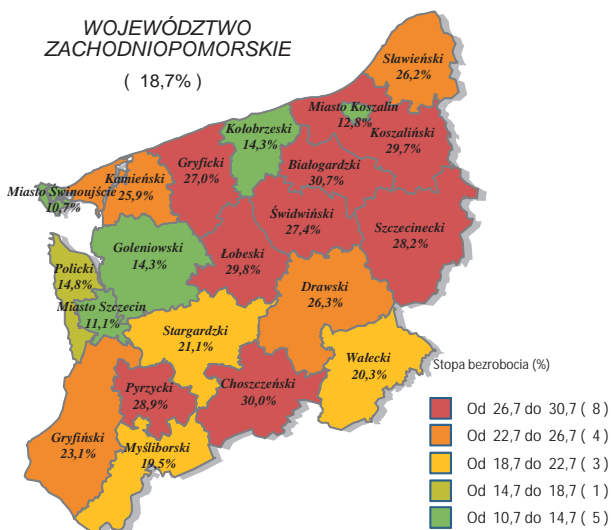 WOJEWÓDZTWO
ZACHODNIOPOMORSKIE
( 18,7% )
Sławieński
26,2%
Miasto Koszalin
12,8%
Kołobrzeski
14,3%
Koszaliński
29,7%
Gryficki
27,0%
Białogardzki
30,7%
Kamieński
25,9%
Miasto Świnoujście
10,7%
Świdwiński
27,4%
Szczecinecki
28,2%
Goleniowski
14,3%
Łobeski
29,8%
Policki
14,8%
Drawski
26,3%
Miasto Szczecin
11,1%
Stargardzki
21,1%
Wałecki
20,3%
Pyrzycki
28,9%
Choszczeński
30,0%
Gryfiński
23,1%
Myśliborski
19,5%
Stopa bezrobocia (%)
Od 26,7 do 30,7 ( 8)
Od 22,7 do 26,7 ( 4)
Od 18,7 do 22,7 ( 3)
Od 14,7 do 18,7 ( 1)
Od 10,7 do 14,7 ( 5)